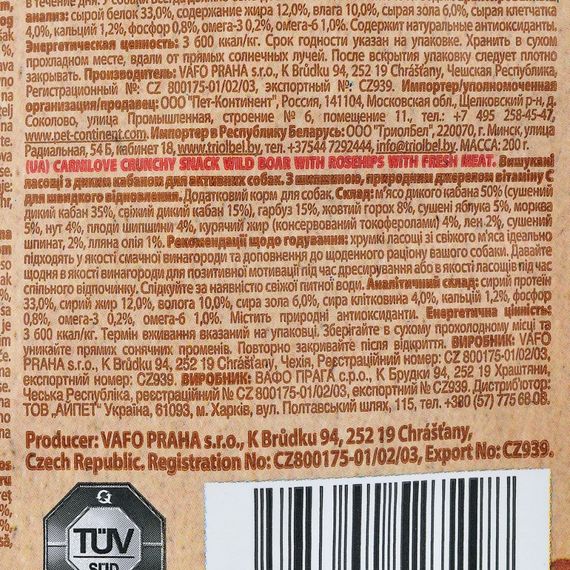 анализ: сырой белок 33,0%, содержание жира 12,0%, влага 10,0%, сырая зола 6,0%, сырая клетчатка
4,0%, кальций 1,2%, фосфор 0,8%, омега-3 0,2%, омега-6 1,0%. Содержит натуральные антиоксиданты.
Энергетическая ценность: 3 600 ккал/кг. Срок годности указан на упаковке. Хранить в сухом
прохладном месте, вдали от прямых солнечных лучей. После вскрытия упаковку следует плотно
закрывать. Производитель: VAFO PRAHA s.r.o., K Brůdku 94, 252 19 Chrášťany, Чешская Республика,
Регистрационный №: CZ 800175-01/02/03, экспортный №: CZ939. Импортер/уполномоченная
организация/продавец: ООО "Пет-Континент", Россия, 141104, Московская обл., Щелковский р-н, д.
Соколово, улица Промышленная, строение № 6, помещение 11, тел.: +7 495 258-45-47,
www.pet-continent.com. Импортер в Республику Беларусь: ООО "ТриолБел", 220070, г. Минск, улица
Радиальная, 54 Б, кабинет 18, www.triolbel.by, тел. +37544 7292444, info@triolbel.by. МАССА: 200 г.
(UA) CARNILOVE CRUNCHY SNACK WILD BOAR WITH ROSEHIPS WITH FRESH MEAT. Вишукані
ласощі з диким кабаном для активних собак. З шипшиною, природним джерелом вітаміну С
для швидкого відновлення. Додатковий корм для собак. Склад: м'ясо дикого кабана 50% (сушений
дикий кабан 35%, свіжий дикий кабан 15%), гарбуз 15%, жовтий горох 8%, сушені яблука 5%, морква
5%, нут 4%, плоди шипшини 4%, курячий жир (консервований токоферолами) 4%, лен 2%, сушений
шпинат, 2%, лляна олія 1%. Рекомендації щодо годування: хрумкі ласощі зі свіжого м'яса ідеально
підходять у якості смачної винагороди та доповнення до щоденного раціону вашого собаки. Давайте
щодня в якості винагороди для позитивної мотивації під час дресирування або в якості ласощів під час
спільного відпочинку. Слідкуйте за наявністю свіжої питної води. Аналітичний склад: сирий протеїн
33,0%, сирий жир 12,0%, волога 10,0%, сира зола 6,0%, сира клітковина 4,0%, кальцій 1,2%, фосфор
0,8%, омега-3 0,2%, омега-6 1,0%. Містить природні антиоксиданти. Енергетична цінність:
3 600 ккал/кг. Термін вживання вказаний на упаковці. Зберігайте в сухому прохолодному місці та
уникайте прямих сонячних променів. Повторно закривайте після відкриття. ВИРОБНИК: VAFO
PRAHA s.r.o., K Brůdku 94, 252 19 Chrášťany, Чехія, Реєстраційний номер: CZ 800175-01/02/03,
експортний номер: CZ939. ВИРОБНИК: ВАФО ПРАГА с.р.о., К Брудки 94, 252 19 Храштяни,
Чеська Республіка, реєстраційний № CZ 800175-01/02/03, експортний № CZ939. Дистриб'ютор:
ТОВ „АЙПЕТ" Україна, 61093, м. Харків, вул. Полтавський шлях, 115, тел. +380 (57) 775 68 08.
Producer: VAFO PRAHA s.r.o., K Brůdku 94, 252 19 Chrášťany,
Czech Republic. Registration No: CZ800175-01/02/03, Export No: CZ939.
TÜV
SÜD